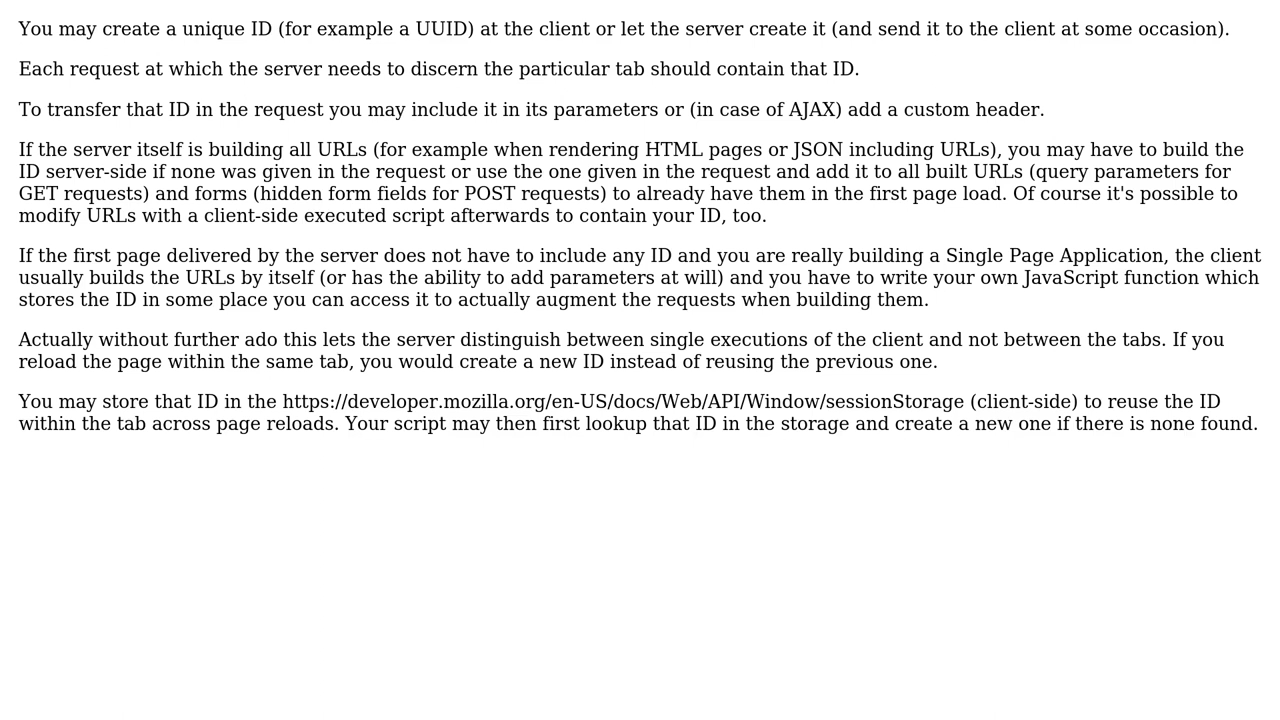 You may create a unique ID (for example a UUID) at the client or let the server create it (and send it to the client at some occasion).
Each request at which the server needs to discern the particular tab should contain that ID.
To transfer that ID in the request you may include it in its parameters or (in case of AJAX) add a custom header.
If the server itself is building all URLs (for example when rendering HTML pages or JSON including URLs), you may have to build the
ID server-side if none was given in the request or use the one given in the request and add it to all built URLs (query parameters for
GET requests) and forms (hidden form fields for POST requests) to already have them in the first page load. Of course it's possible to
modify URLs with a client-side executed script afterwards to contain your ID, too.
If the first page delivered by the server does not have to include any ID and you are really building a Single Page Application, the client
usually builds the URLs by itself (or has the ability to add parameters at will) and you have to write your own JavaScript function which
stores the ID in some place you can access it to actually augment the requests when building them.
Actually without further ado this lets the server distinguish between single executions of the client and not between the tabs. If you
reload the page within the same tab, you would create a new ID instead of reusing the previous one.
You may store that ID in the https://developer.mozilla.org/en-US/docs/Web/API/Window/sessionStorage (client-side) to reuse the ID
within the tab across page reloads. Your script may then first lookup that ID in the storage and create a new one if there is none found.